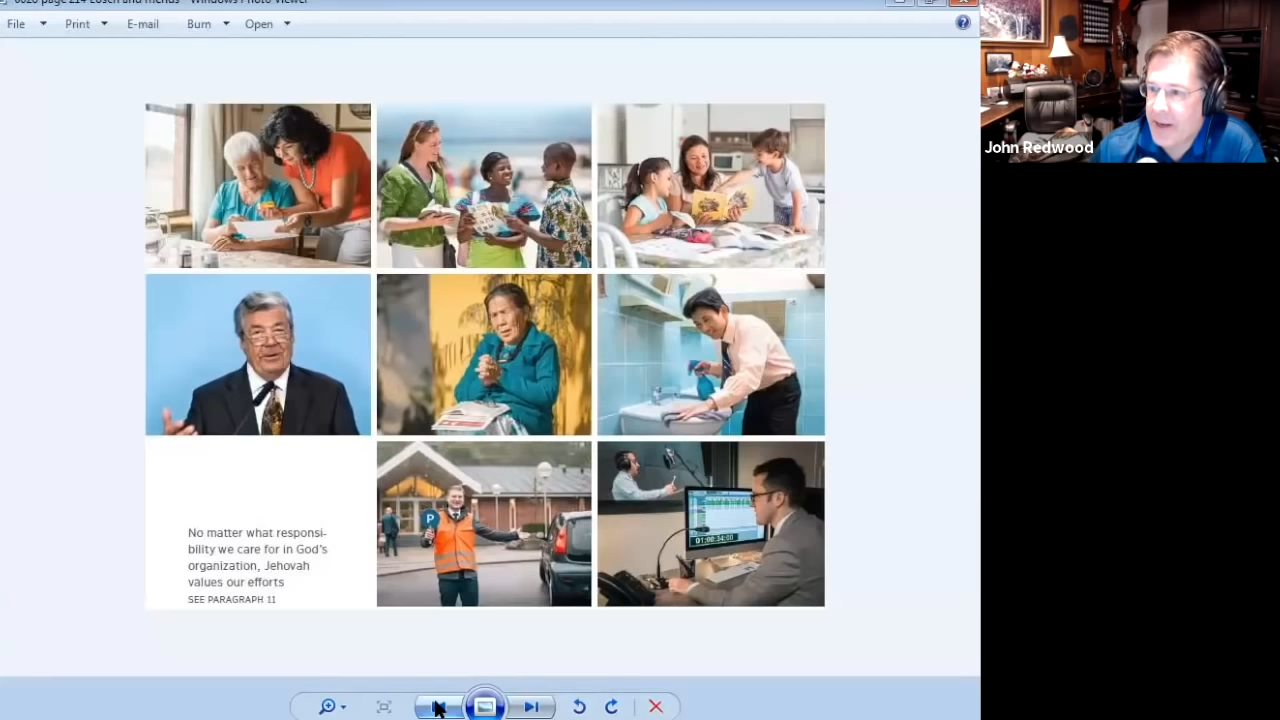 File
Print
E-mail
Burn
Open
John Redwood
No matter what responsi-
bility we care for in God's
organization, Jehovah
values our efforts
SEE PARAGRAPH 11
P
01:06:34:00